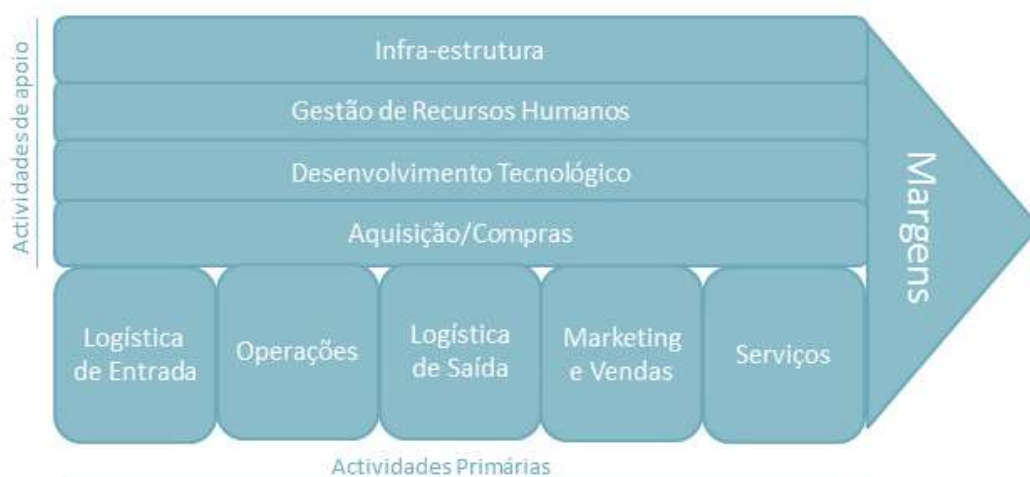 Actividades de apoio
Infra-estrutura
Gestão de Recursos Humanos
Desenvolvimento Tecnológico
Aquisição/Compras
Logística
de Entrada
Operações
Logística
de Saída
Marketing
e Vendas
Serviços
Margens
Actividades Primárias